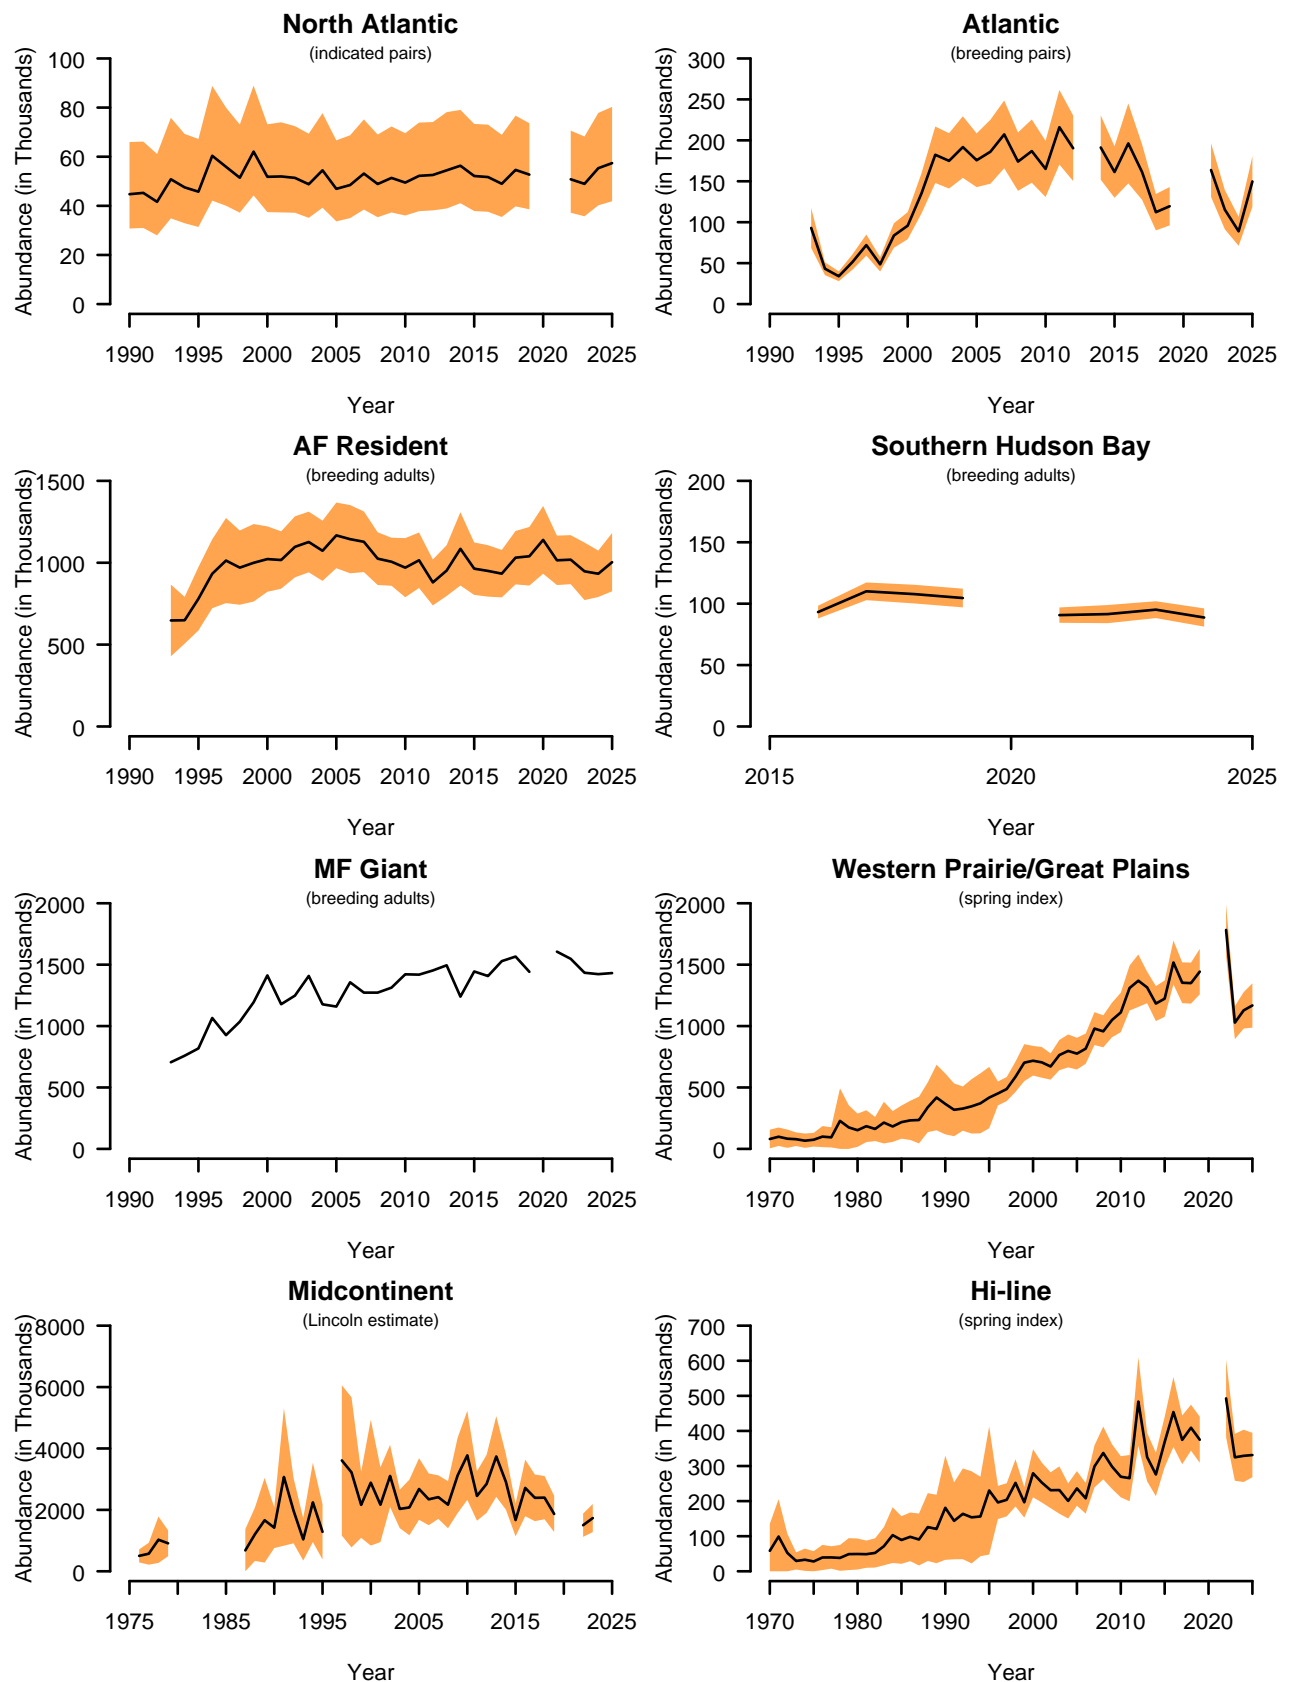 North Atlantic
(indicated pairs)
Abundance (in Thousands)
100
80
60
40
20
0
1990 1995 2000 2005 2010 2015 2020 2025
Year
Atlantic
(breeding pairs)
Abundance (in Thousands)
300
250
200
150
100
50
0
1990 1995 2000 2005 2010 2015 2020 2025
Year
AF Resident
(breeding adults)
Abundance (in Thousands)
1500
1000
500
0
1990 1995 2000 2005 2010 2015 2020 2025
Year
Southern Hudson Bay
(breeding adults)
Abundance (in Thousands)
200
150
100
50
0
2015 2020 2025
Year
MF Giant
(breeding adults)
Abundance (in Thousands)
2000
1500
1000
500
0
1990 1995 2000 2005 2010 2015 2020 2025
Year
Western Prairie/Great Plains
(spring index)
Abundance (in Thousands)
2000
1500
1000
500
0
1970 1980 1990 2000 2010 2020
Year
Midcontinent
(Lincoln estimate)
Abundance (in Thousands)
8000
6000
4000
2000
0
1975 1985 1995 2005 2015 2025
Year
Hi-line
(spring index)
Abundance (in Thousands)
700
600
500
400
300
200
100
0
1970 1980 1990 2000 2010 2020
Year